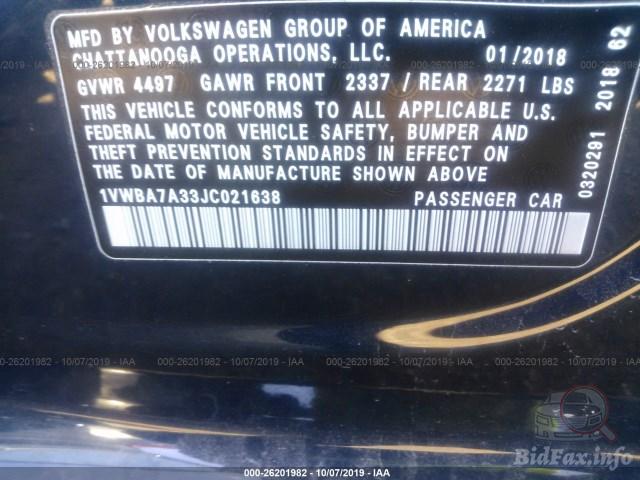 MFD BY VOLKSWAGEN GROUP OF AMERICA
CHATTANOOGA OPERATIONS, LLC. 01/2018
GVWR 4497 GAWR FRONT 2337 / REAR 2271 LBS
THIS VEHICLE CONFORMS TO ALL APPLICABLE U.S.
FEDERAL MOTOR VEHICLE SAFETY, BUMPER AND
THEFT PREVENTION STANDARDS IN EFFECT ON
THE DATE OF MANUFACTURE SHOWN ABOVE
1VWBA7A33JC021638 PASSENGER CAR
0320291 2018 62
000-26201982 - 10/07/2019 - IAA
BidFax.info